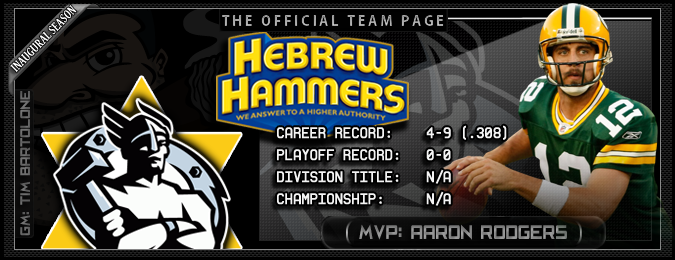 INAUGURAL SEASON
THE OFFICIAL TEAM PAGE
HEBREW
HAMMERS
WE ANSWER TO A HIGHER AUTHORITY
CAREER RECORD: 4-9 (.308)
PLAYOFF RECORD: 0-0
DIVISION TITLE: N/A
CHAMPIONSHIP: N/A
GM: TIM BARTOLONE
12
12
MVP: AARON RODGERS